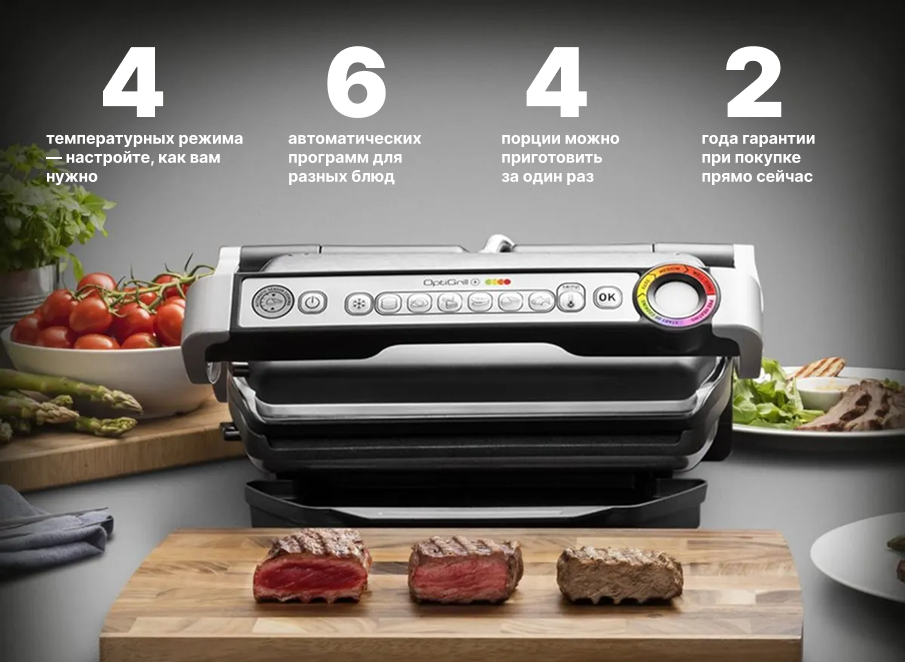 4
температурных режима
— настройте, как вам
нужно
6
автоматических
программ для
разных блюд
4
порции можно
приготовить
за один раз
2
года гарантии
при покупке
прямо сейчас
OptiGrill
OK